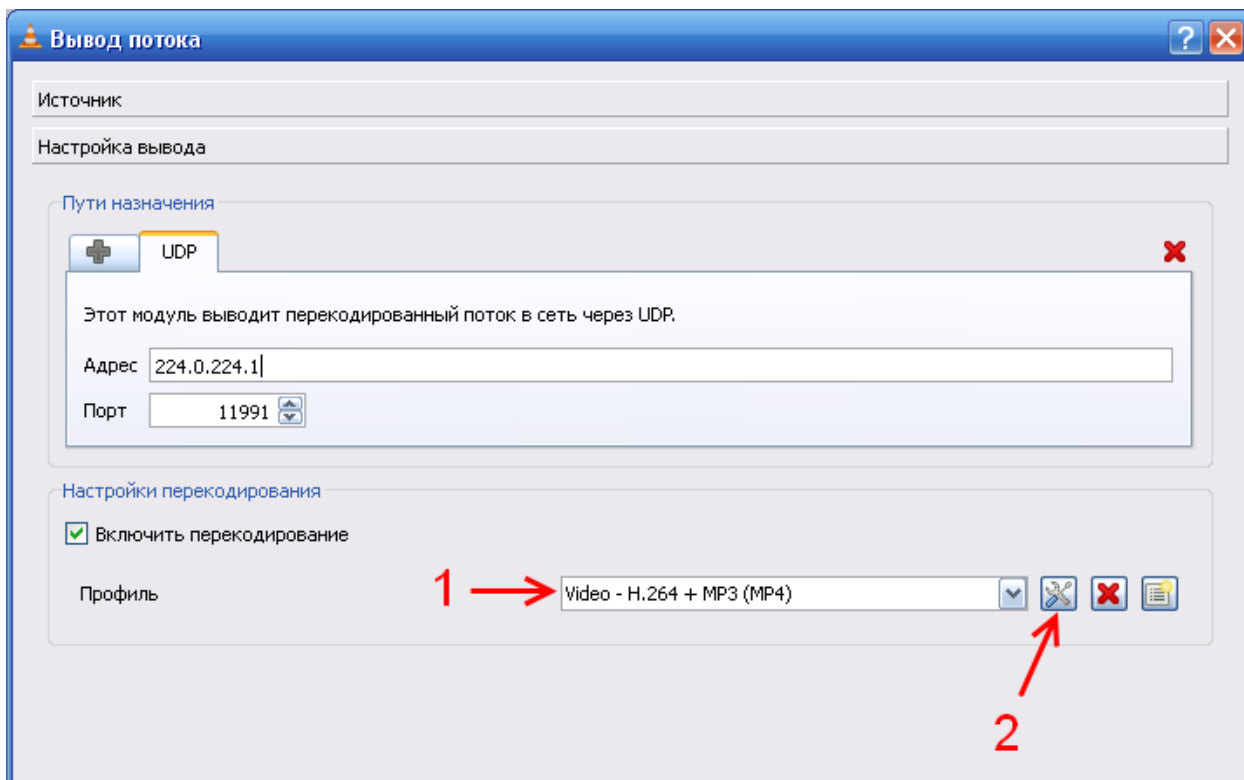 Вывод потока
Источник
Настройка вывода
Пути назначения
UDP
Этот модуль выводит перекодированный поток в сеть через UDP.
Адрес 224.0.224.1
Порт 11991
Настройки перекодирования
Включить перекодирование
Профиль 1 Video - H.264 + MP3 (MP4)
2